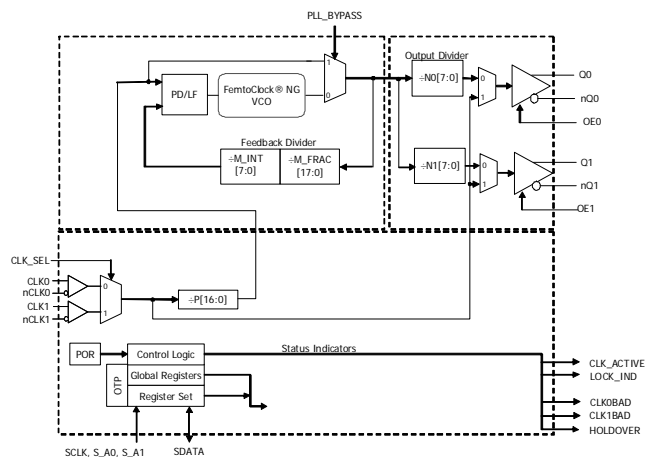 PLL_BYPASS
Output Divider
PD/LF
FemtoClock® NG
VCO
1
0
÷N0[7:0]
0
1
Q0
nQ0
OE0
Feedback Divider
÷M_INT
[7:0]
÷M_FRAC
[17:0]
÷N1[7:0]
0
1
Q1
nQ1
OE1
CLK_SEL
CLK0
nCLK0
CLK1
nCLK1
0
1
÷P[16:0]
POR
Control Logic
Status Indicators
OTP
Global Registers
Register Set
CLK_ACTIVE
LOCK_IND
CLK0BAD
CLK1BAD
HOLDOVER
SCLK, S_A0, S_A1
SDATA